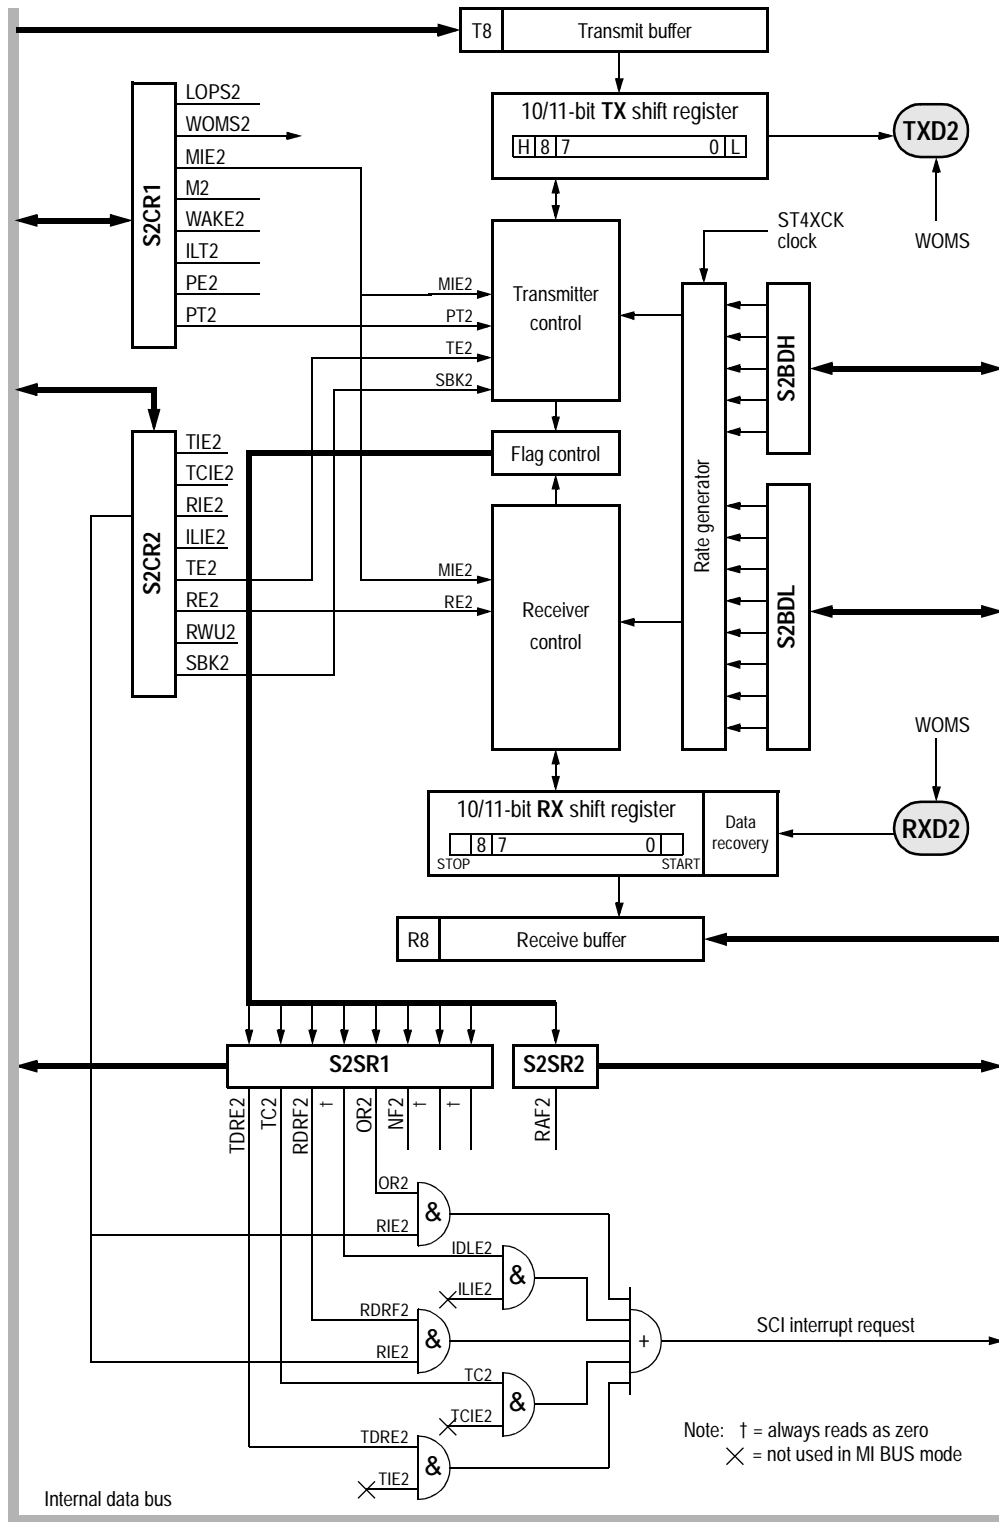 T8 Transmit buffer
10/11-bit TX shift register
H 8 7 0 L
TXD2
WOMS
ST4XCK
clock
S2CR1
LOPS2
WOMS2
MIE2
M2
WAKE2
ILT2
PE2
PT2
MIE2
PT2
TE2
SBK2
Transmitter
control
Rate generator
S2BDH
S2CR2
TIE2
TCIE2
RIE2
ILIE2
TE2
RE2
RWU2
SBK2
Flag control
MIE2
RE2
Receiver
control
S2BDL
WOMS
RXD2
10/11-bit RX shift register
8 7 0
STOP START
Data
recovery
R8 Receive buffer
S2SR1
S2SR2
TDRE2
TC2
RDRF2
†
OR2
NF2
†
†
RAF2
OR2
RIE2
&
IDLE2
ILIE2
&
RDRF2
RIE2
&
TC2
TCIE2
&
TDRE2
TIE2
&
+
SCI interrupt request
Note: † = always reads as zero
= not used in MI BUS mode
Internal data bus